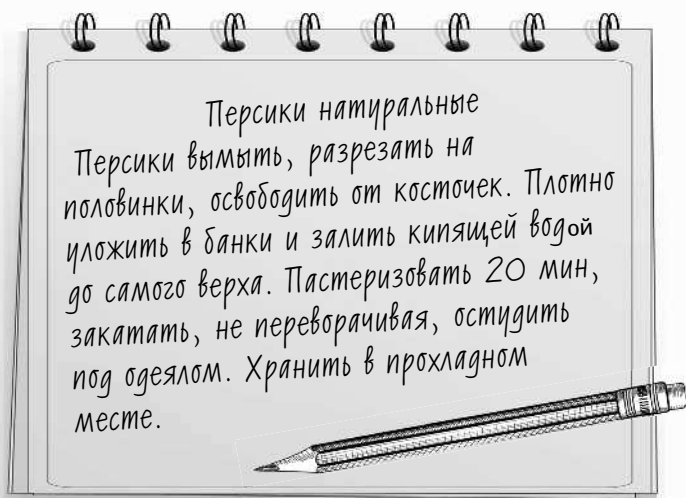 Персики натуральные
Персики вымыть, разрезать на
половинки, освободить от косточек. Плотно
уложить в банки и залить кипящей водой
до самого верха. Пастеризовать 20 мин,
закатать, не переворачивая, остудить
под одеялом. Хранить в прохладном
месте.